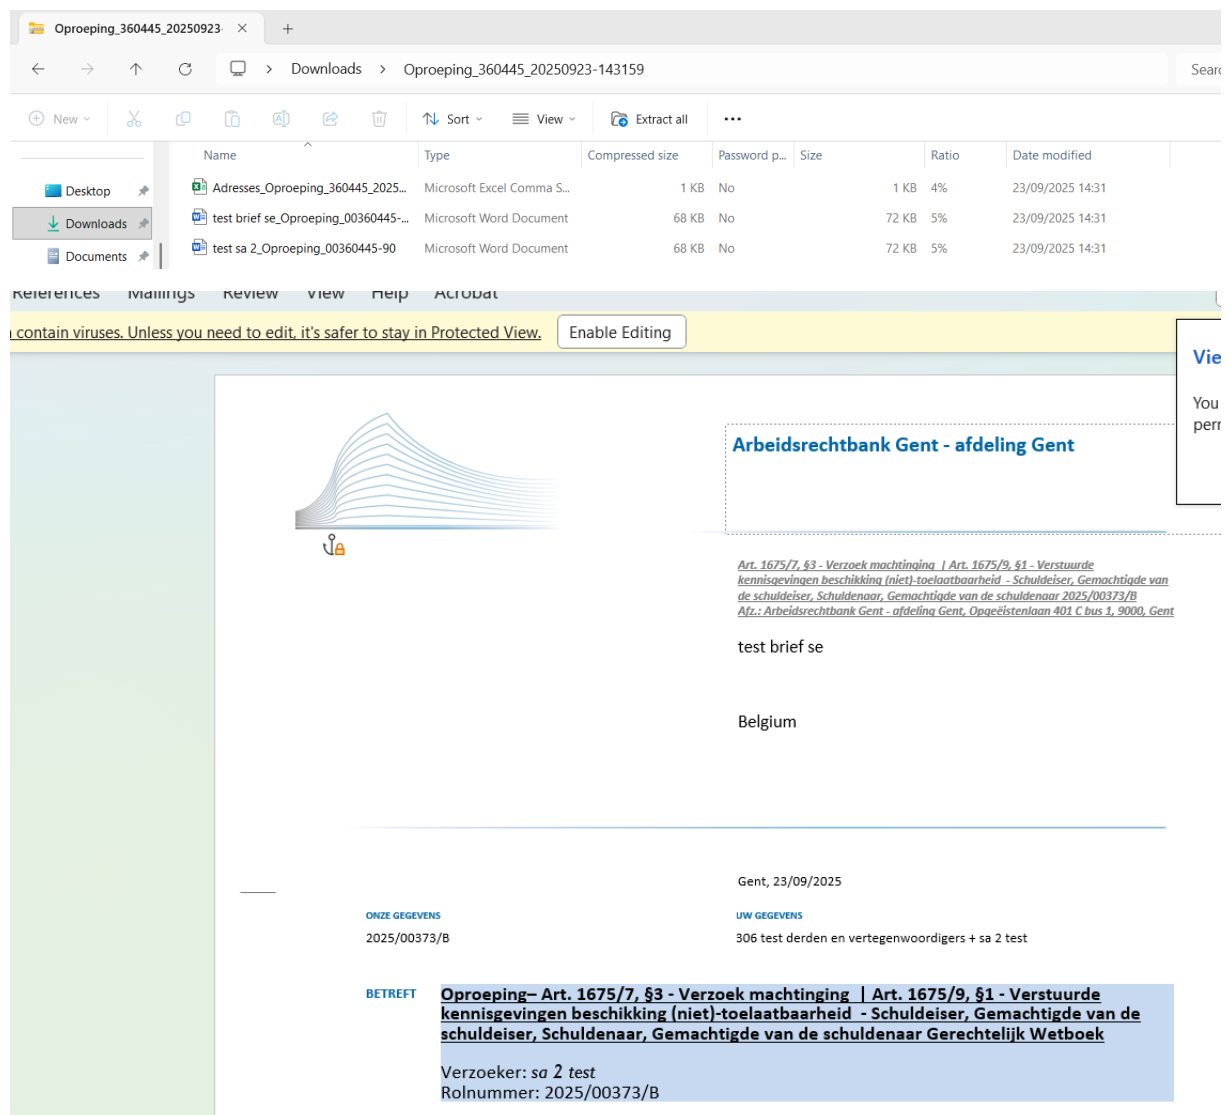 Oproeping_360445_20250923-
Downloads > Oproeping_360445_20250923-143159
New Sort View Extract all ...
Name Type Compressed size Password p... Size Ratio Date modified
Desktop
Downloads
Documents
Adresses_Oproeping_360445_2025... Microsoft Excel Comma S... 1 KB No 1 KB 4% 23/09/2025 14:31
test brief se_Oproeping_00360445-... Microsoft Word Document 68 KB No 72 KB 5% 23/09/2025 14:31
test sa 2_Oproeping_00360445-90 Microsoft Word Document 68 KB No 72 KB 5% 23/09/2025 14:31
References Mailings Review View Help Acrobat
contain viruses. Unless you need to edit, it's safer to stay in Protected View. Enable Editing
You
Arbeidsrechtbank Gent - afdeling Gent
Art. 1675/7, §3 - Verzoek machtinging | Art. 1675/9, §1 - Verstuurde
kennisgevingen beschikking (niet)-toelaatbaarheid - Schuldeiser, Gemachtigde van
de schuldeiser, Schuldenaar, Gemachtigde van de schuldenaar 2025/00373/B
Afz.: Arbeidsrechtbank Gent - afdeling Gent, Opgeëistenlaan 401 C bus 1, 9000, Gent
test brief se
Belgium
Gent, 23/09/2025
ONZE GEGEVENS
2025/00373/B
UW GEGEVENS
306 test derden en vertegenwoordigers + sa 2 test
BETREFT
Oproeping– Art. 1675/7, §3 - Verzoek machtinging | Art. 1675/9, §1 - Verstuurde
kennisgevingen beschikking (niet)-toelaatbaarheid - Schuldeiser, Gemachtigde van de
schuldeiser, Schuldenaar, Gemachtigde van de schuldenaar Gerechtelijk Wetboek
Verzoeker: sa 2 test
Rolnummer: 2025/00373/B